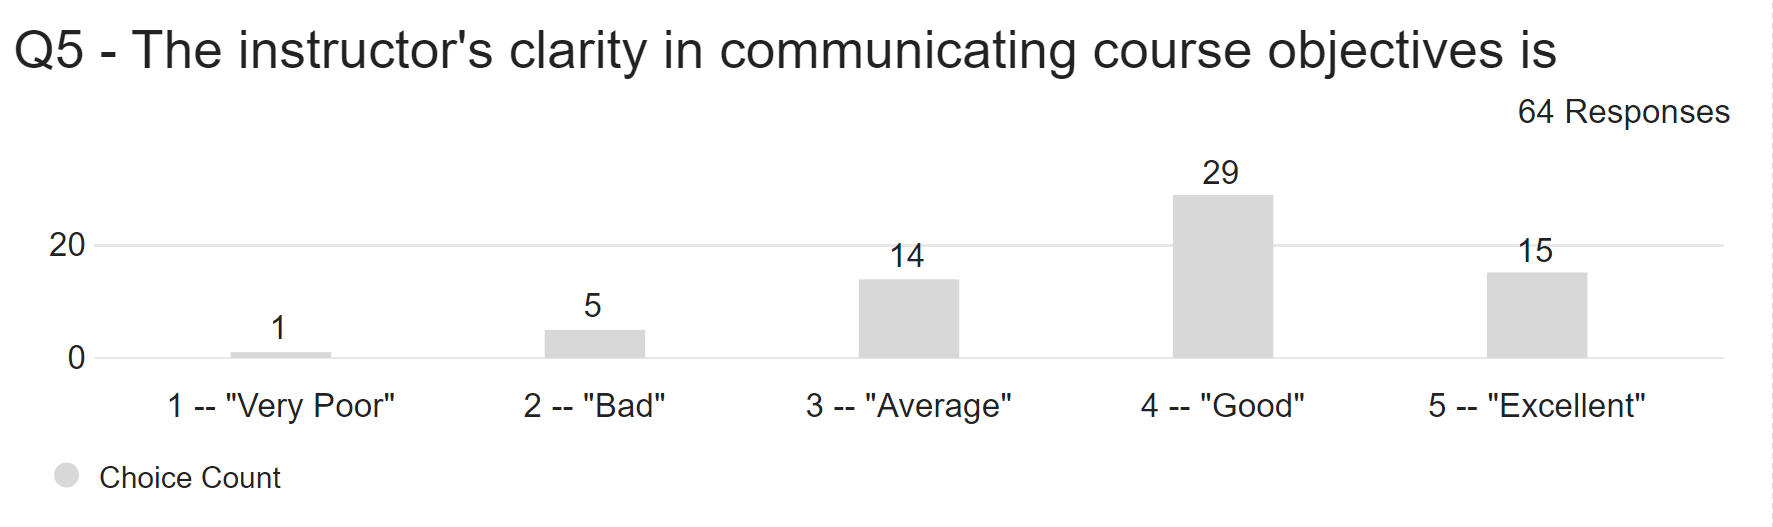 Q5 - The instructor's clarity in communicating course objectives is
64 Responses
29
20
14
15
5
1
0
1 -- "Very Poor" 2 -- "Bad" 3 -- "Average" 4 -- "Good" 5 -- "Excellent"
Choice Count